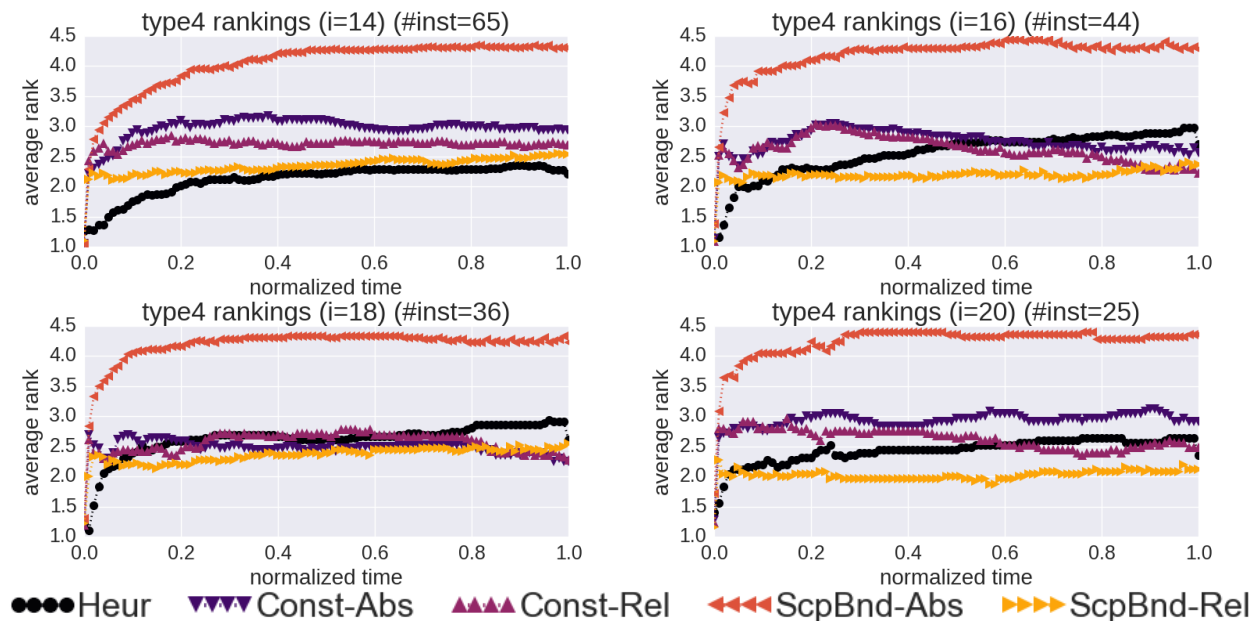 type4 rankings (i=14) (#inst=65)
average rank
4.5
4.0
3.5
3.0
2.5
2.0
1.5
1.0
0.0 0.2 0.4 0.6 0.8 1.0
normalized time
type4 rankings (i=16) (#inst=44)
average rank
4.5
4.0
3.5
3.0
2.5
2.0
1.5
1.0
0.0 0.2 0.4 0.6 0.8 1.0
normalized time
type4 rankings (i=18) (#inst=36)
average rank
4.5
4.0
3.5
3.0
2.5
2.0
1.5
1.0
0.0 0.2 0.4 0.6 0.8 1.0
normalized time
type4 rankings (i=20) (#inst=25)
average rank
4.5
4.0
3.5
3.0
2.5
2.0
1.5
1.0
0.0 0.2 0.4 0.6 0.8 1.0
normalized time
Heur Const-Abs Const-Rel ScpBnd-Abs ScpBnd-Rel